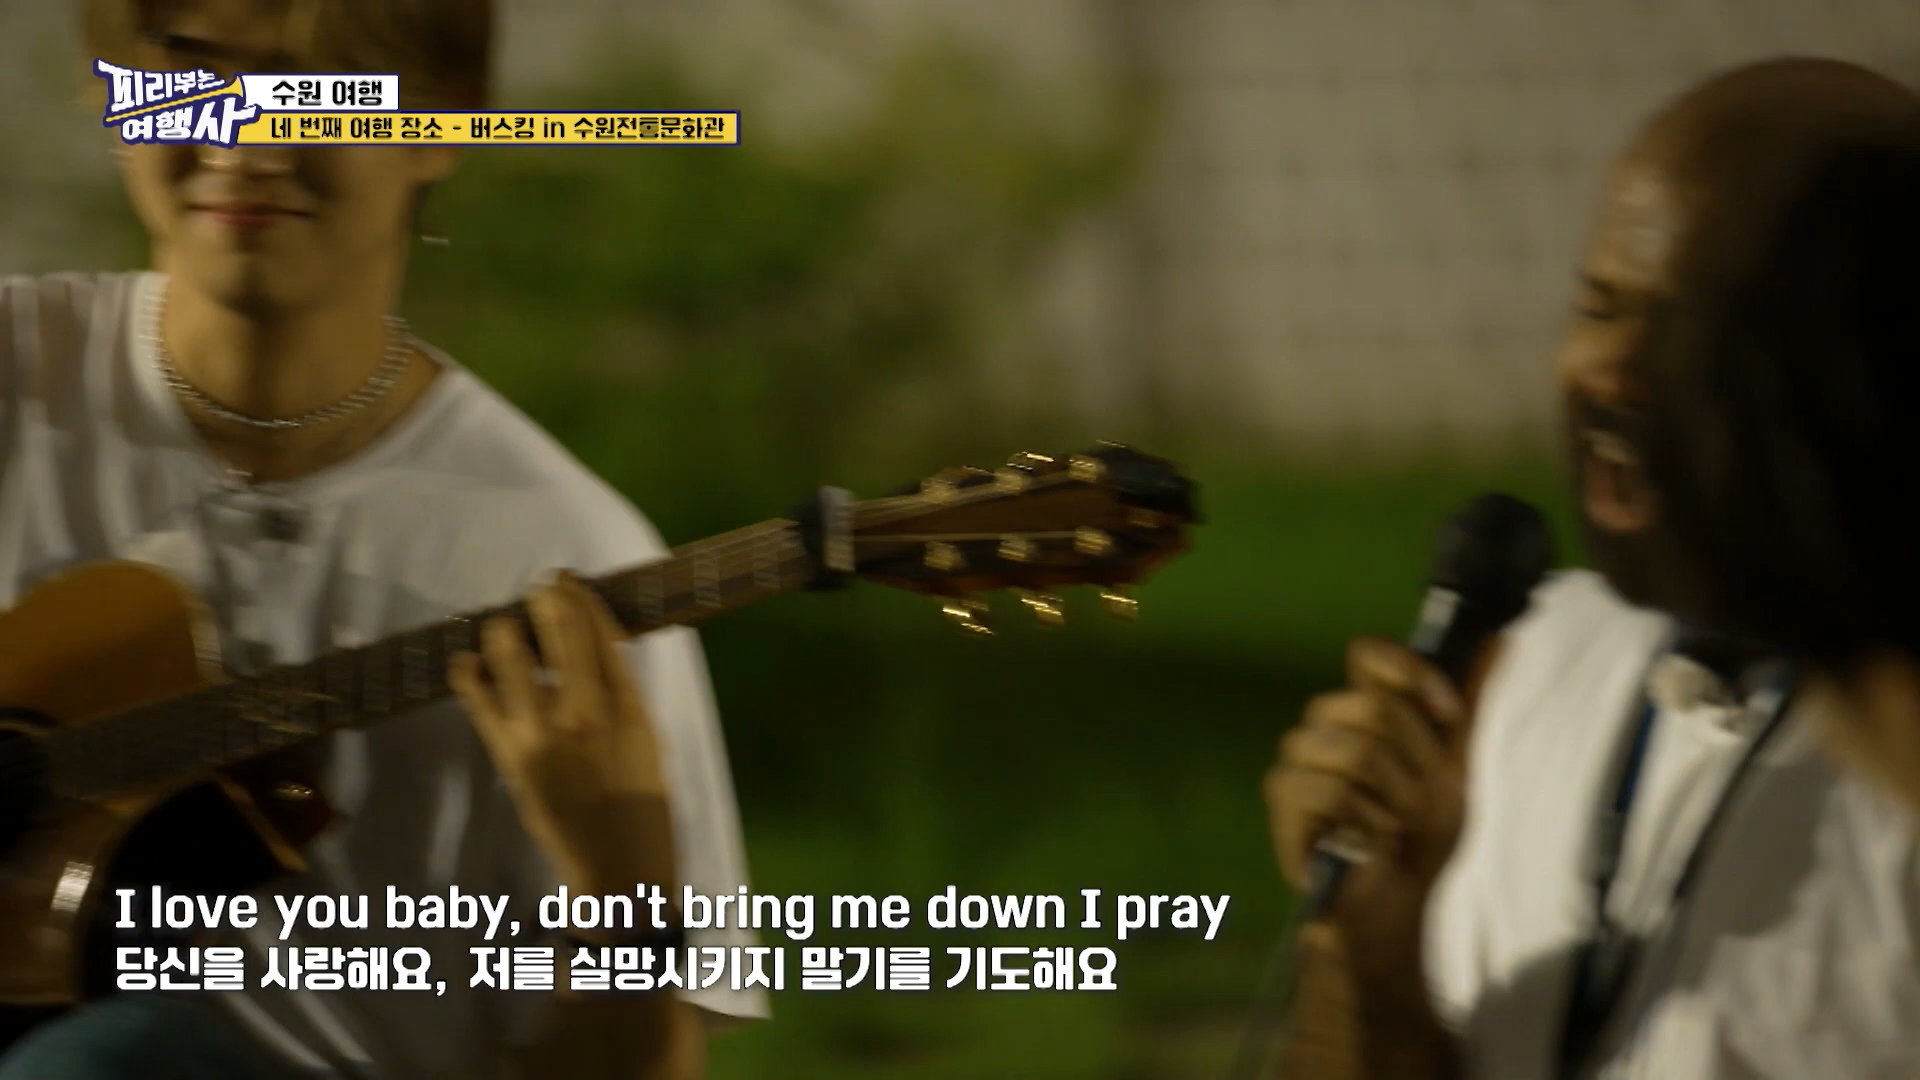 피리부는
여행사
수원 여행
네 번째 여행 장소 - 버스킹 in 수원전통문화관
I love you baby, don't bring me down I pray
당신을 사랑해요, 저를 실망시키지 말기를 기도해요